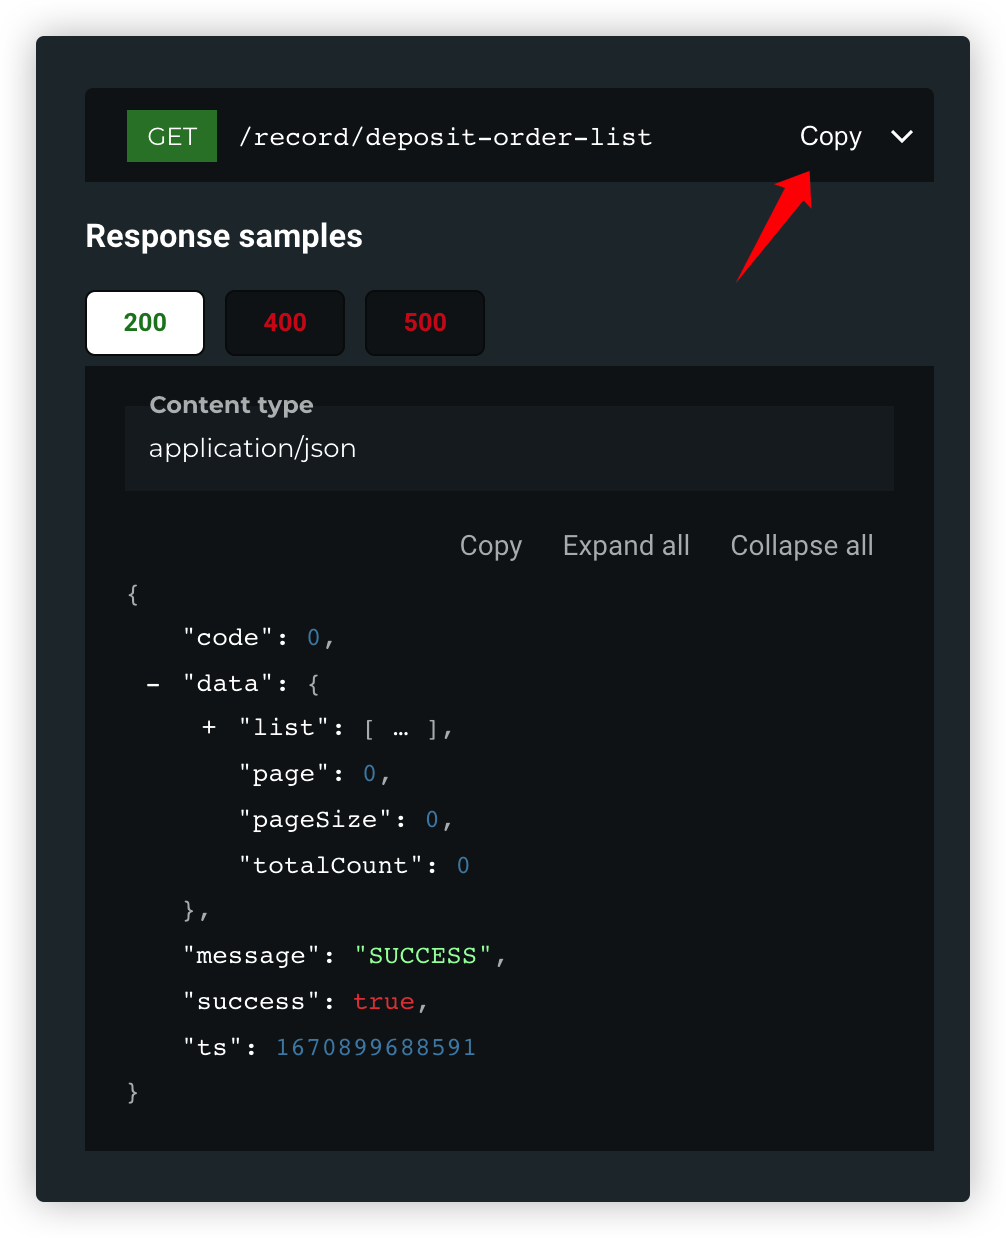 GET /record/deposit-order-list Copy
Response samples
200 400 500
Content type
application/json
Copy Expand all Collapse all
{
"code": 0,
- "data": {
+ "list": [ … ],
"page": 0,
"pageSize": 0,
"totalCount": 0
},
"message": "SUCCESS",
"success": true,
"ts": 1670899688591
}